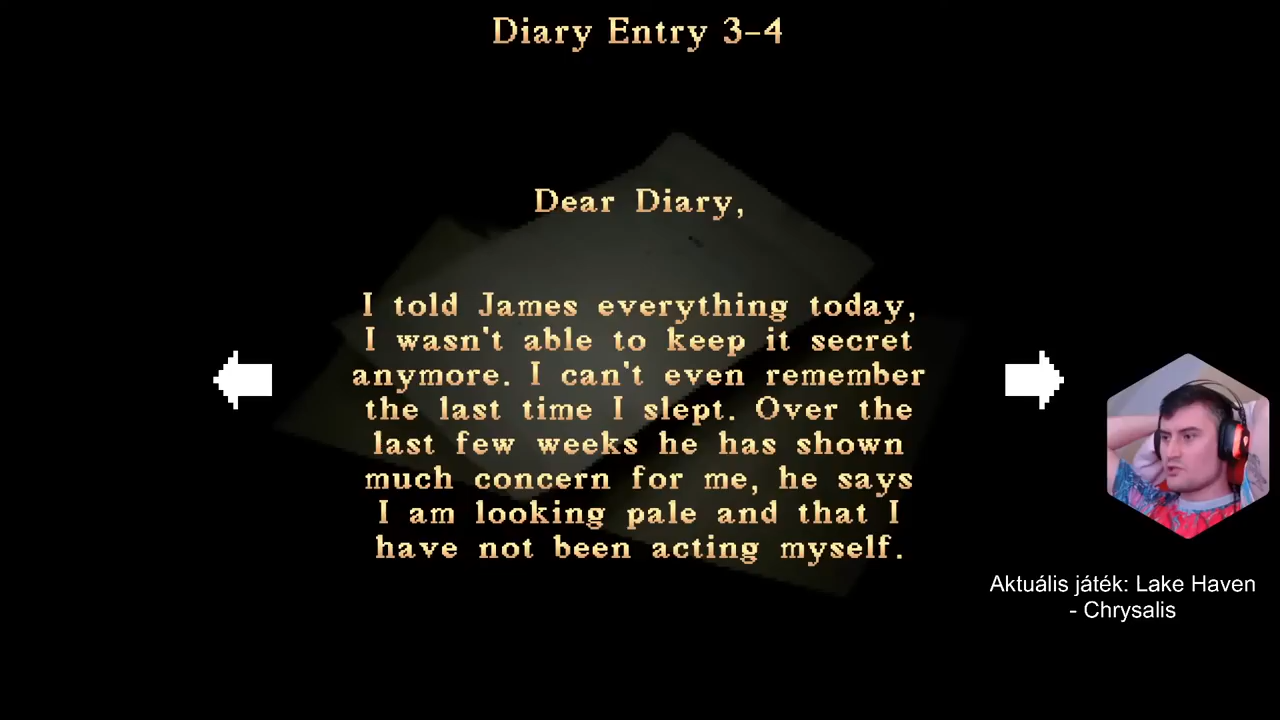 Diary Entry 3-4
Dear Diary,
I told James everything today,
I wasn't able to keep it secret
anymore. I can't even remember
the last time I slept. Over the
last few weeks he has shown
much concern for me, he says
I am looking pale and that I
have not been acting myself.
Aktuális játék: Lake Haven
- Chrysalis